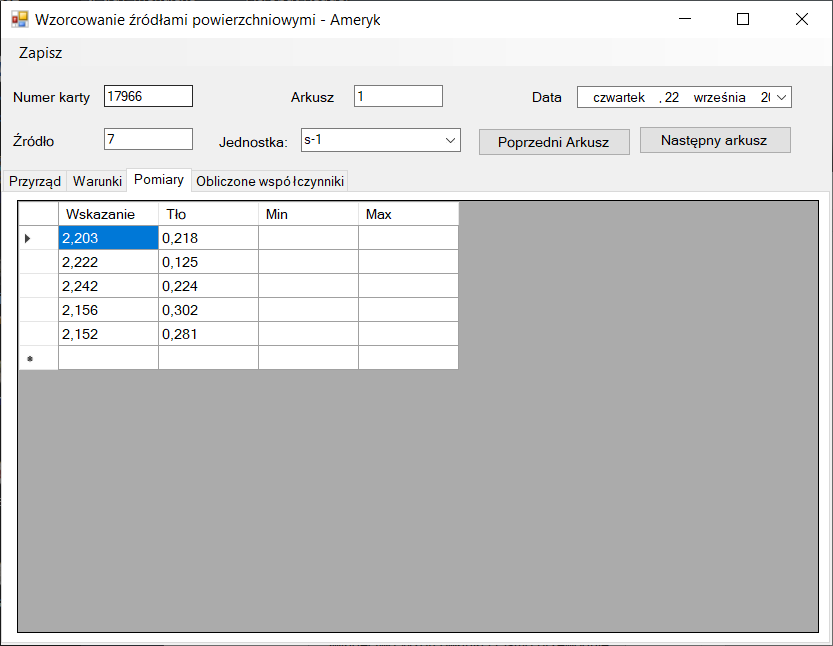 Wzorcowanie źródłami powierzchniowymi - Ameryk
Zapisz
Numer karty 17966 Arkusz 1 Data czwartek , 22 września 20
Źródło 7 Jednostka: s-1 Poprzedni Arkusz Następny arkusz
Przyrząd Warunki Pomiary Obliczone współczynniki
Wskazanie Tło Min Max
2,203 0,218
2,222 0,125
2,242 0,224
2,156 0,302
2,152 0,281